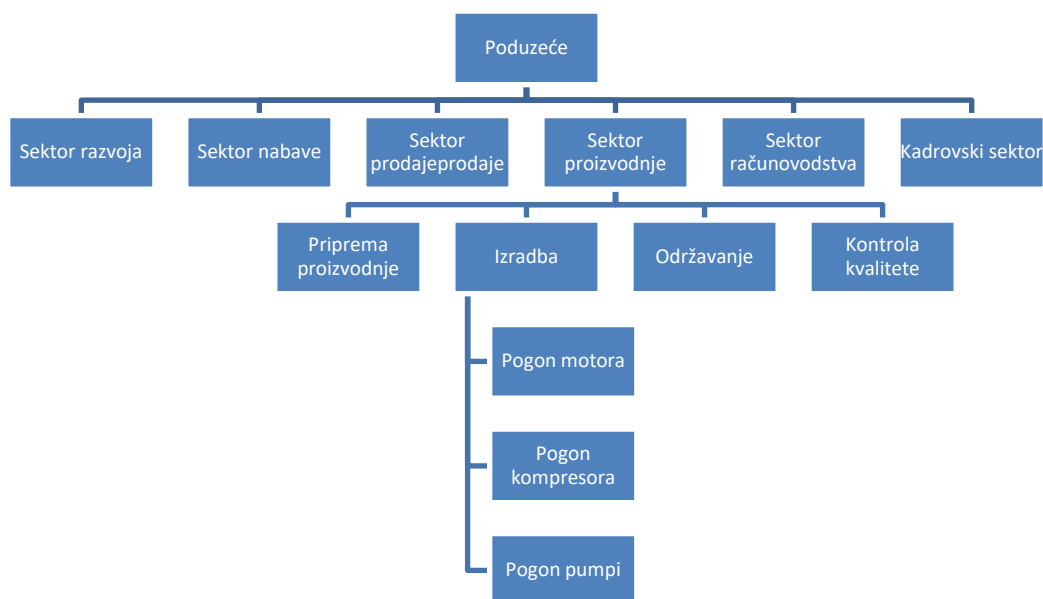 Poduzeće
Sektor razvoja
Sektor nabave
Sektor
prodajeprodaje
Sektor
proizvodnje
Sektor
računovodstva
Kadrovski sektor
Priprema
proizvodnje
Izradba
Održavanje
Kontrola
kvalitete
Pogon motora
Pogon
kompresora
Pogon pumpi